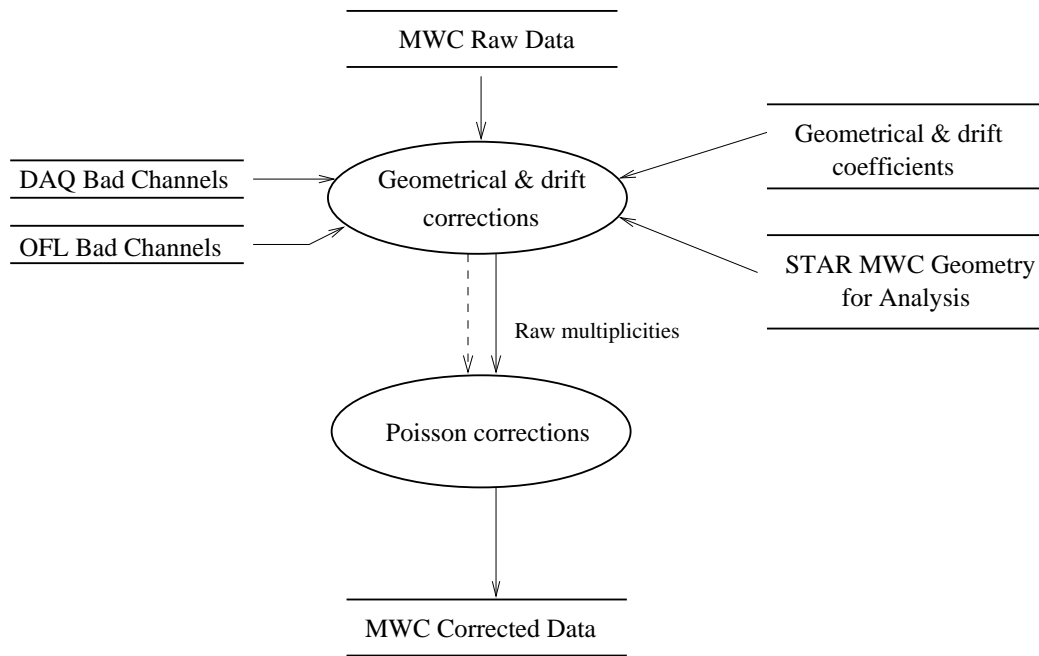 MWC Raw Data
Geometrical & drift
coefficients
DAQ Bad Channels
Geometrical & drift
corrections
OFL Bad Channels
STAR MWC Geometry
for Analysis
Raw multiplicities
Poisson corrections
MWC Corrected Data